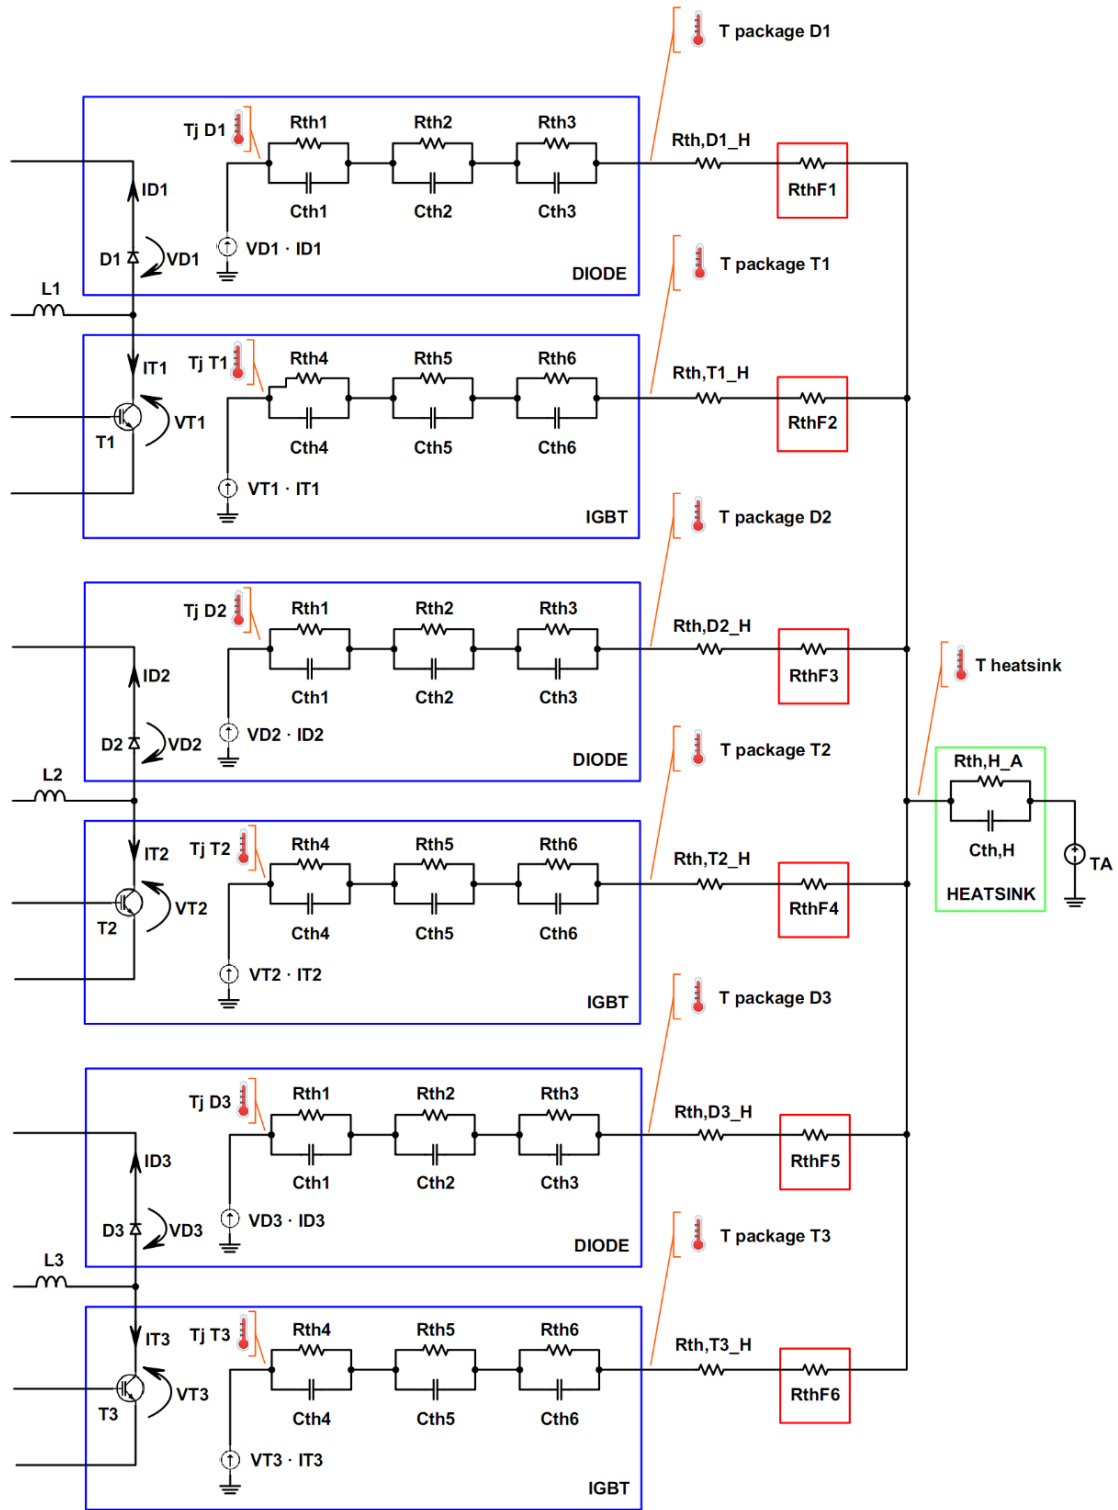 T package D1
Tj D1
Rth1
Rth2
Rth3
Rth,D1_H
ID1
Cth1
Cth2
Cth3
RthF1
D1
VD1
VD1 · ID1
DIODE
T package T1
L1
Tj T1
Rth4
Rth5
Rth6
Rth,T1_H
IT1
VT1
T1
Cth4
Cth5
Cth6
RthF2
VT1 · IT1
IGBT
T package D2
Tj D2
Rth1
Rth2
Rth3
Rth,D2_H
ID2
Cth1
Cth2
Cth3
RthF3
T heatsink
D2
VD2
VD2 · ID2
DIODE
T package T2
L2
Rth,H_A
Cth,H
TA
HEATSINK
Tj T2
Rth4
Rth5
Rth6
Rth,T2_H
IT2
VT2
T2
Cth4
Cth5
Cth6
RthF4
VT2 · IT2
IGBT
T package D3
Tj D3
Rth1
Rth2
Rth3
Rth,D3_H
ID3
Cth1
Cth2
Cth3
RthF5
D3
VD3
VD3 · ID3
DIODE
T package T3
L3
Tj T3
Rth4
Rth5
Rth6
Rth,T3_H
IT3
VT3
T3
Cth4
Cth5
Cth6
RthF6
VT3 · IT3
IGBT